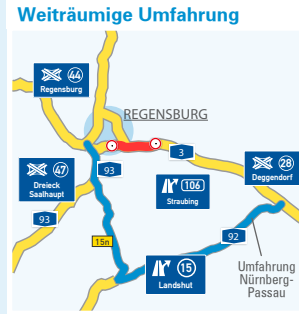 Weiträumige Umfahrung
44
Regensburg
REGENSBURG
3
47
Dreieck
Saalhaupt
93
106
Straubing
28
Deggendorf
93
15n
92
15
Landshut
Umfahrung
Nürnberg-
Passau